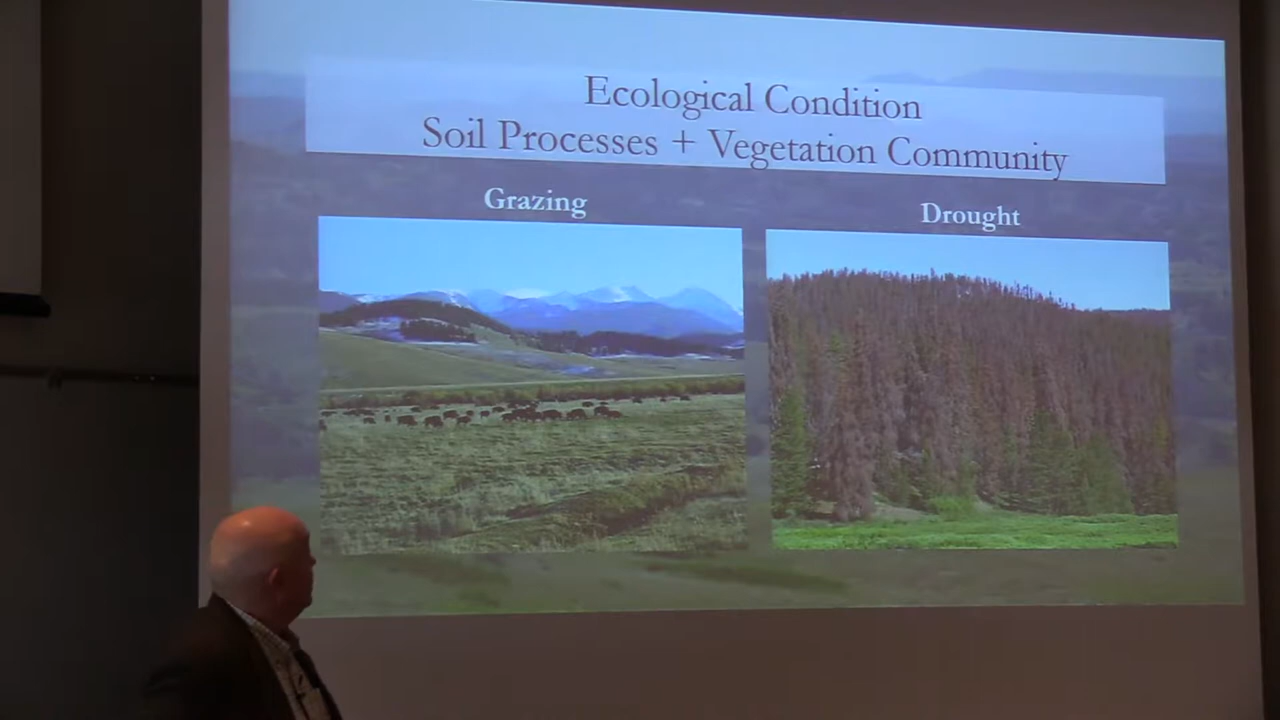 Ecological Condition
Soil Processes + Vegetation Community
Grazing
Drought